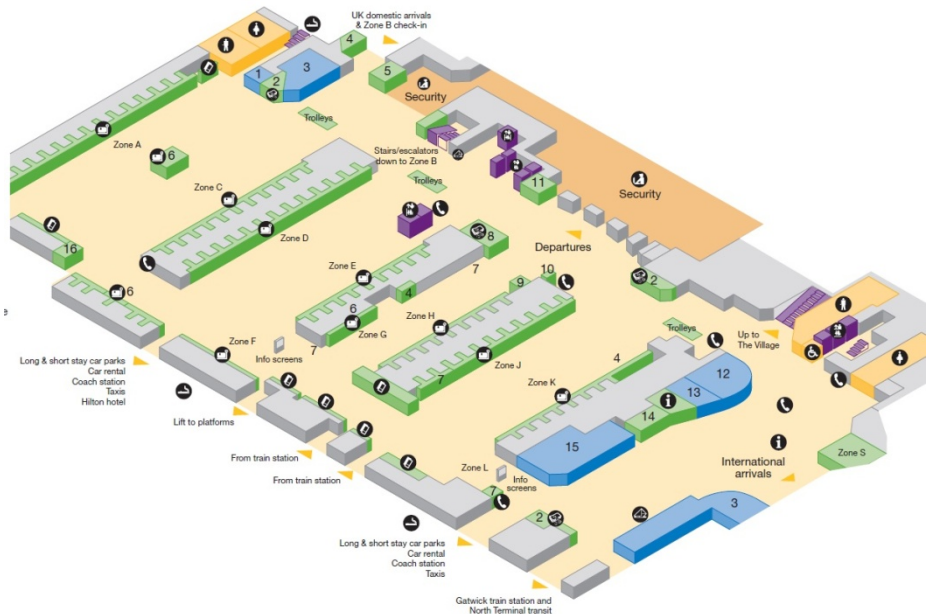 UK domestic arrivals
& Zone B check-in
4
1
2
3
5
Security
Trolleys
Zone A
6
Stairs/escalators
down to Zone B
Zone C
Trolleys
11
Security
16
Zone D
8
Departures
Zone E
7
10
2
6
4
9
6
Zone H
Zone G
Zone F
Info screens
7
Trolleys
Up to
The Village
Long & short stay car parks
Car rental
Coach station
Taxis
Hilton hotel
7
Zone J
4
12
Zone K
13
14
Lift to platforms
15
Zone S
From train station
International
arrivals
From train station
Zone L
Info
screens
7
3
2
Long & short stay car parks
Car rental
Coach station
Taxis
Gatwick train station and
North Terminal transit